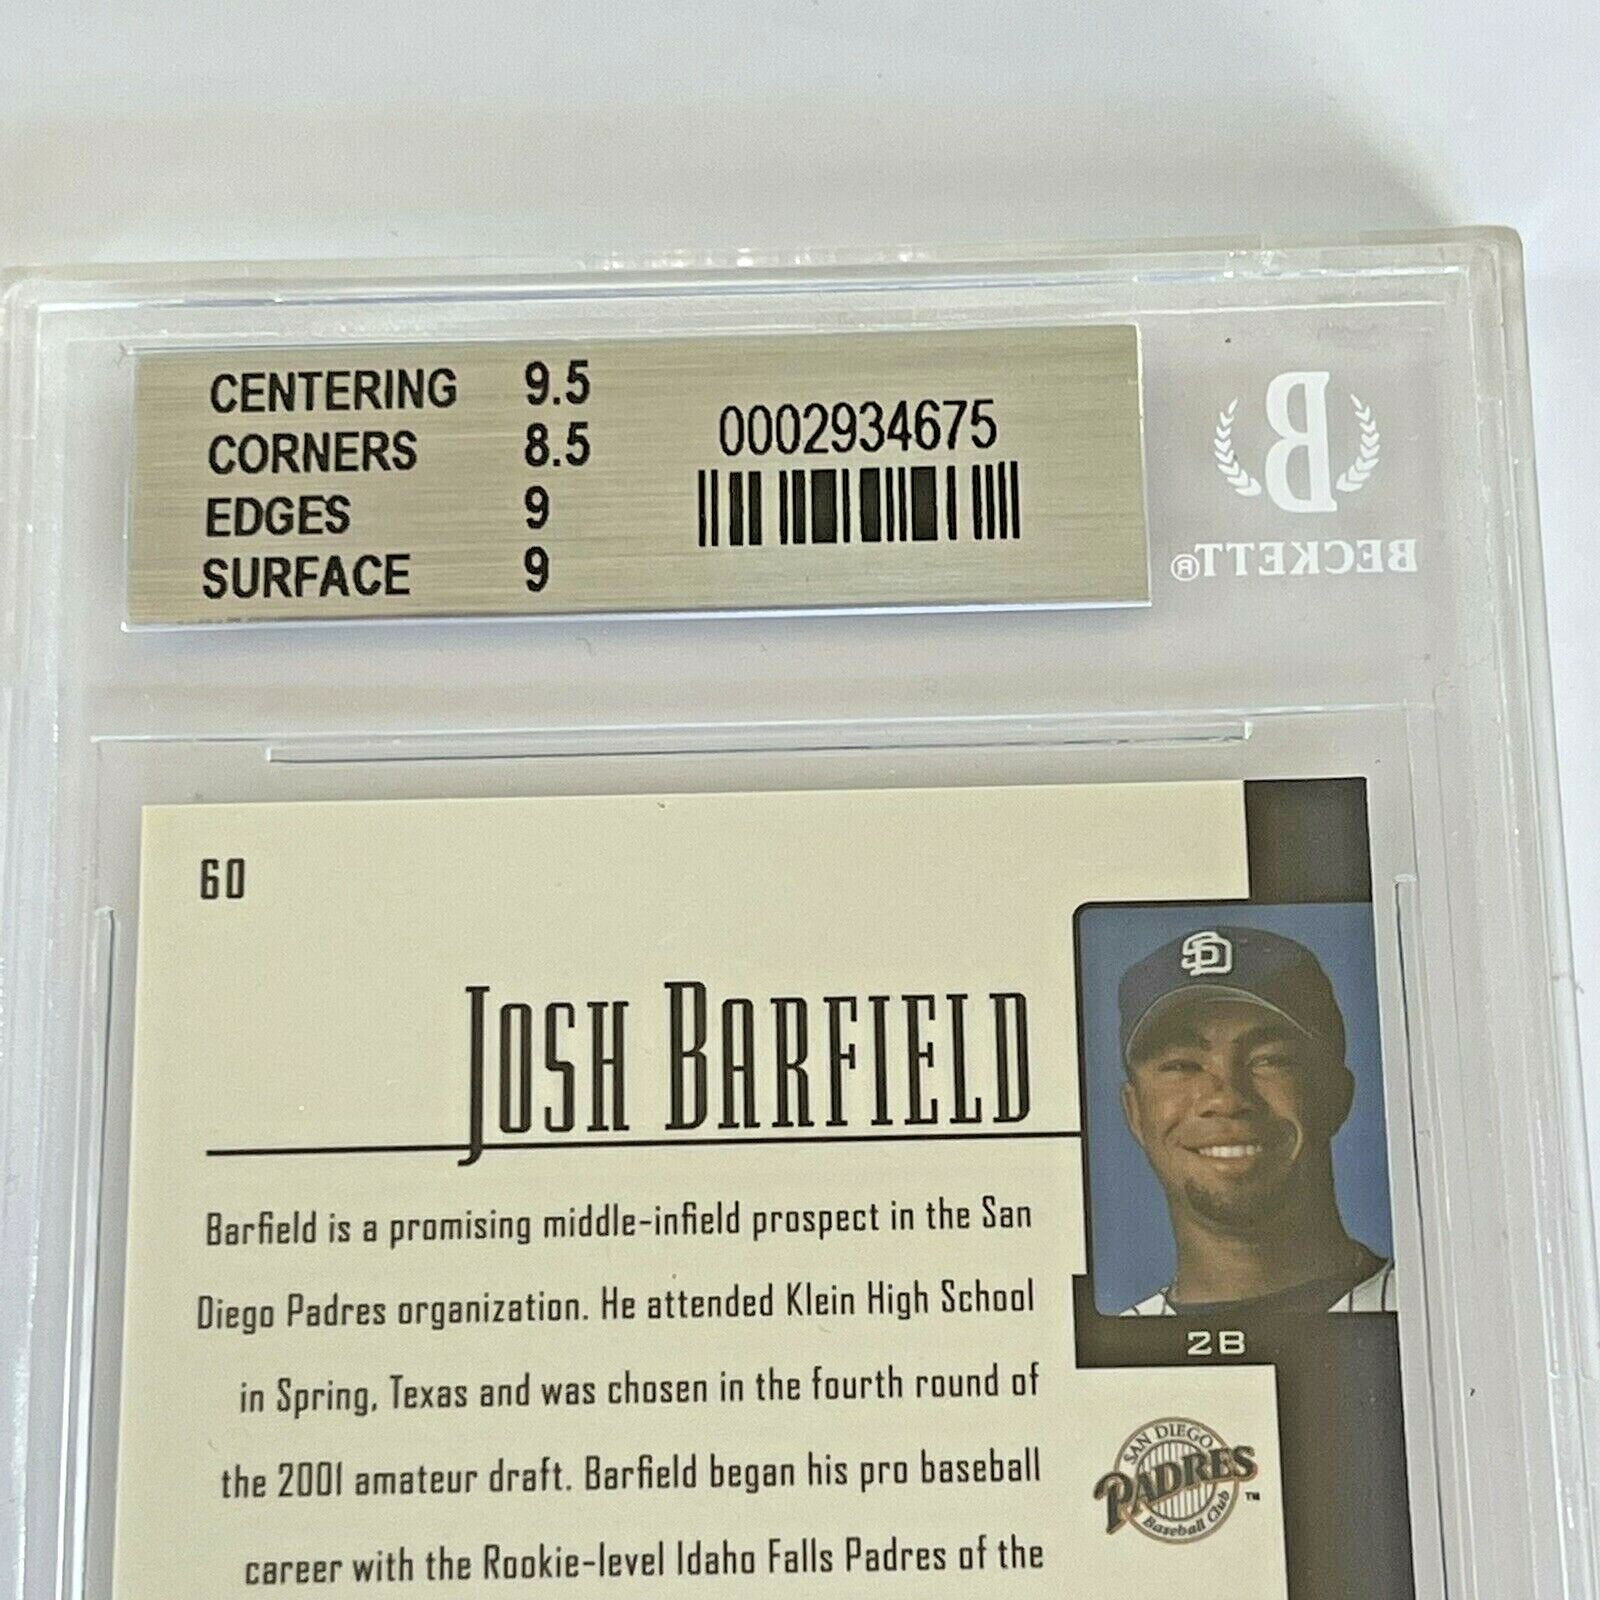 CENTERING 9.5
CORNERS 8.5
EDGES 9
SURFACE 9
0002934675
B
BECKETT®
60
JOSH BARFIELD
Barfield is a promising middle-infield prospect in the San
Diego Padres organization. He attended Klein High School
in Spring, Texas and was chosen in the fourth round of
the 2001 amateur draft. Barfield began his pro baseball
career with the Rookie-level Idaho Falls Padres of the
SD
2B
SAN DIEGO
PADRES
Baseball Club
™